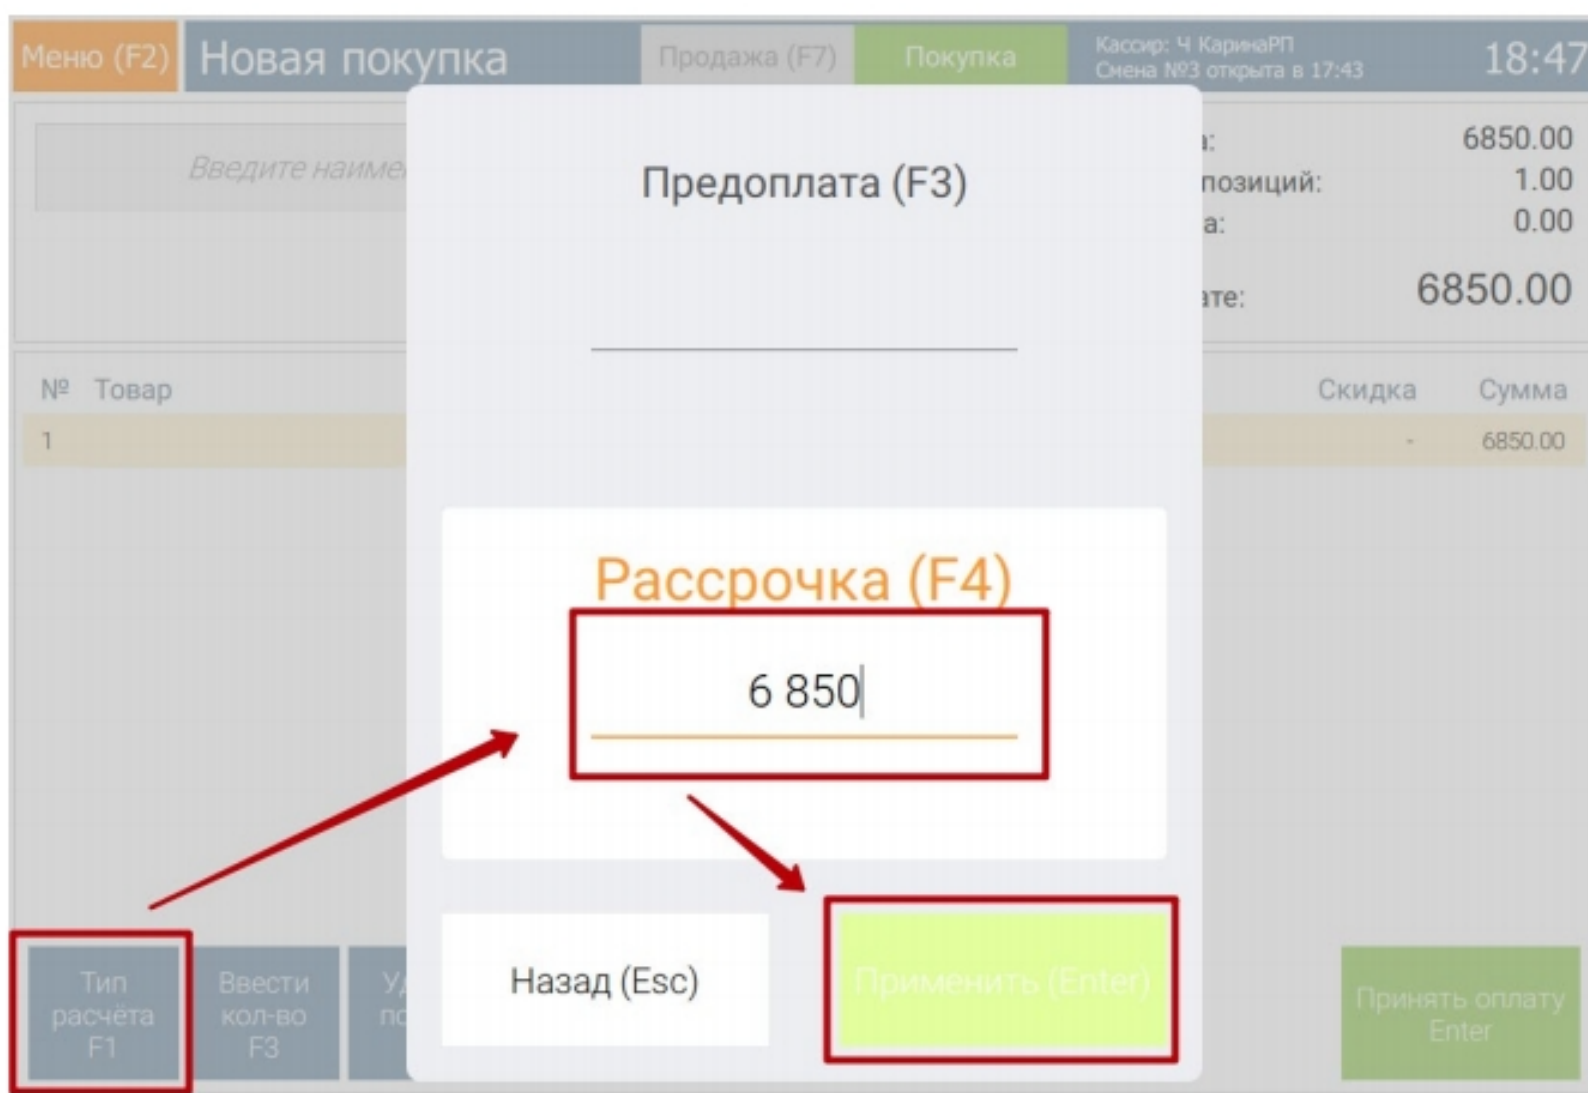 Меню (F2)
Новая покупка
Продажа (F7)
Покупка
Кассир: Ч КаринаРП
Смена №3 открыта в 17:43
18:47
Введите
6850.00
позиций:
1.00
0.00
6850.00
№ Товар
Скидка Сумма
1 - 6850.00
Предоплата (F3)
Рассрочка (F4)
6 850
Назад (Esc)
Применить (Enter)
Тип
расчёта
F1
Ввести
кол-во
F3
Принять оплату
Enter